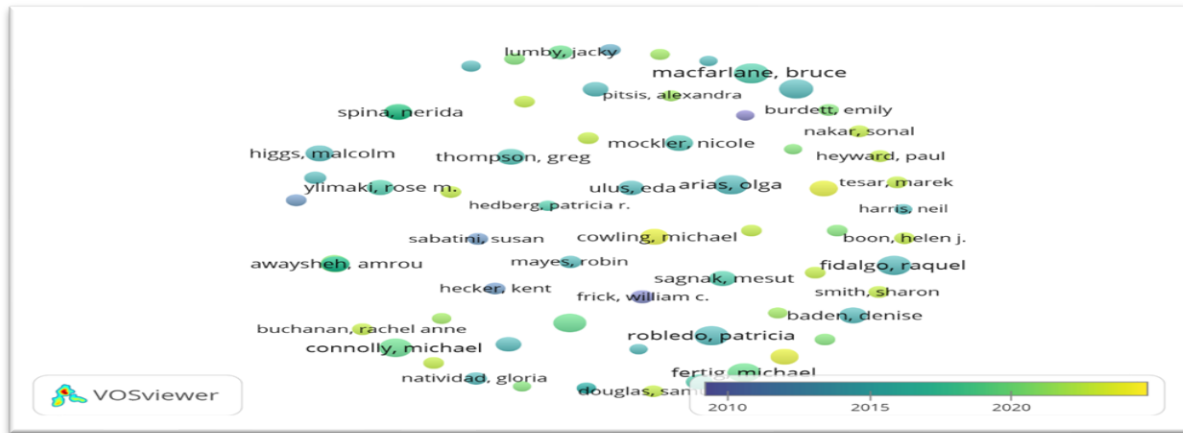 lumby, jacky
macfarlane, bruce
pitsis, alexandra
burdett, emily
spina, nerida
nakar, sonal
mockler, nicole
higgs, malcolm
thompson, greg
heyward, paul
ylimaki, rose m.
ulus, eda
arias, olga
tesar, marek
hedberg, patricia r.
harris, neil
sabatini, susan
cowling, michael
boon, helen j.
awaysheh, amrou
mayes, robin
fidalgo, raquel
sagnak, mesut
hecker, kent
frick, william c.
smith, sharon
baden, denise
buchanan, rachel anne
robledo, patricia
connolly, michael
fertig, michael
natividad, gloria
douglas,
VOSviewer
2010 2015 2020